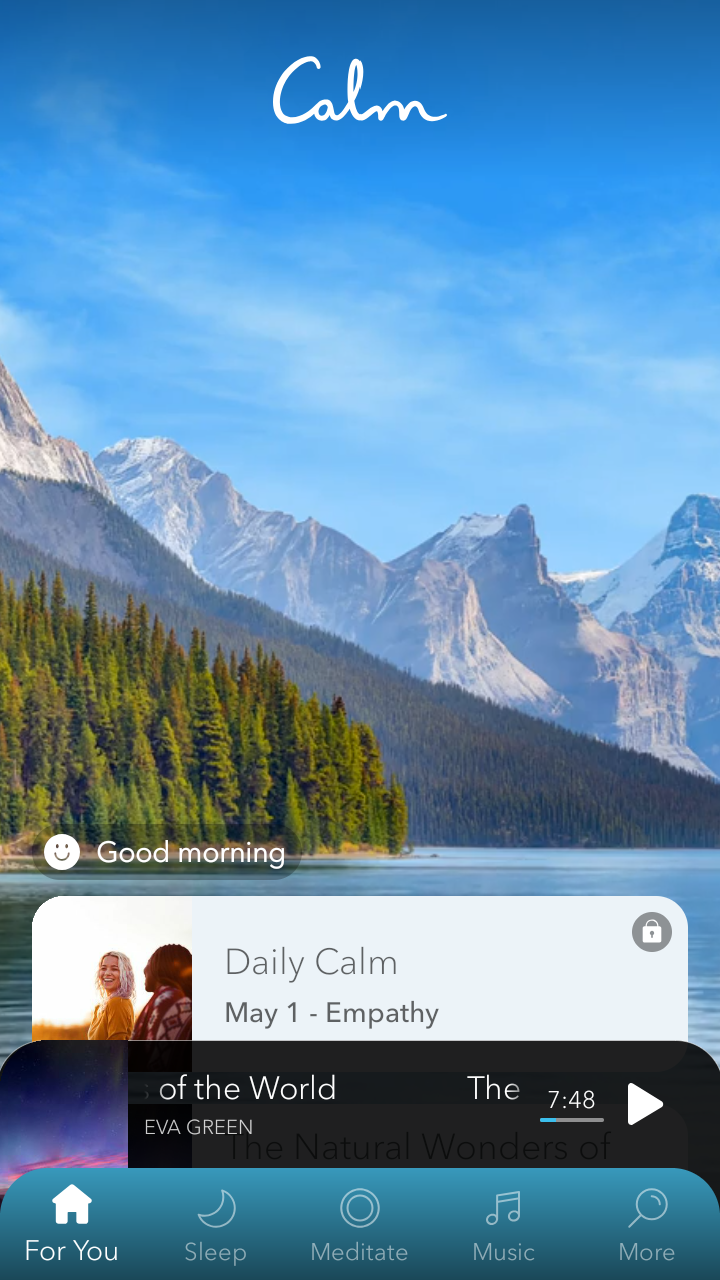 Calm
Good morning
Daily Calm
May 1 - Empathy
of the World The
7:48
EVA GREEN
The Natural Wonders of
For You
Sleep
Meditate
Music
More